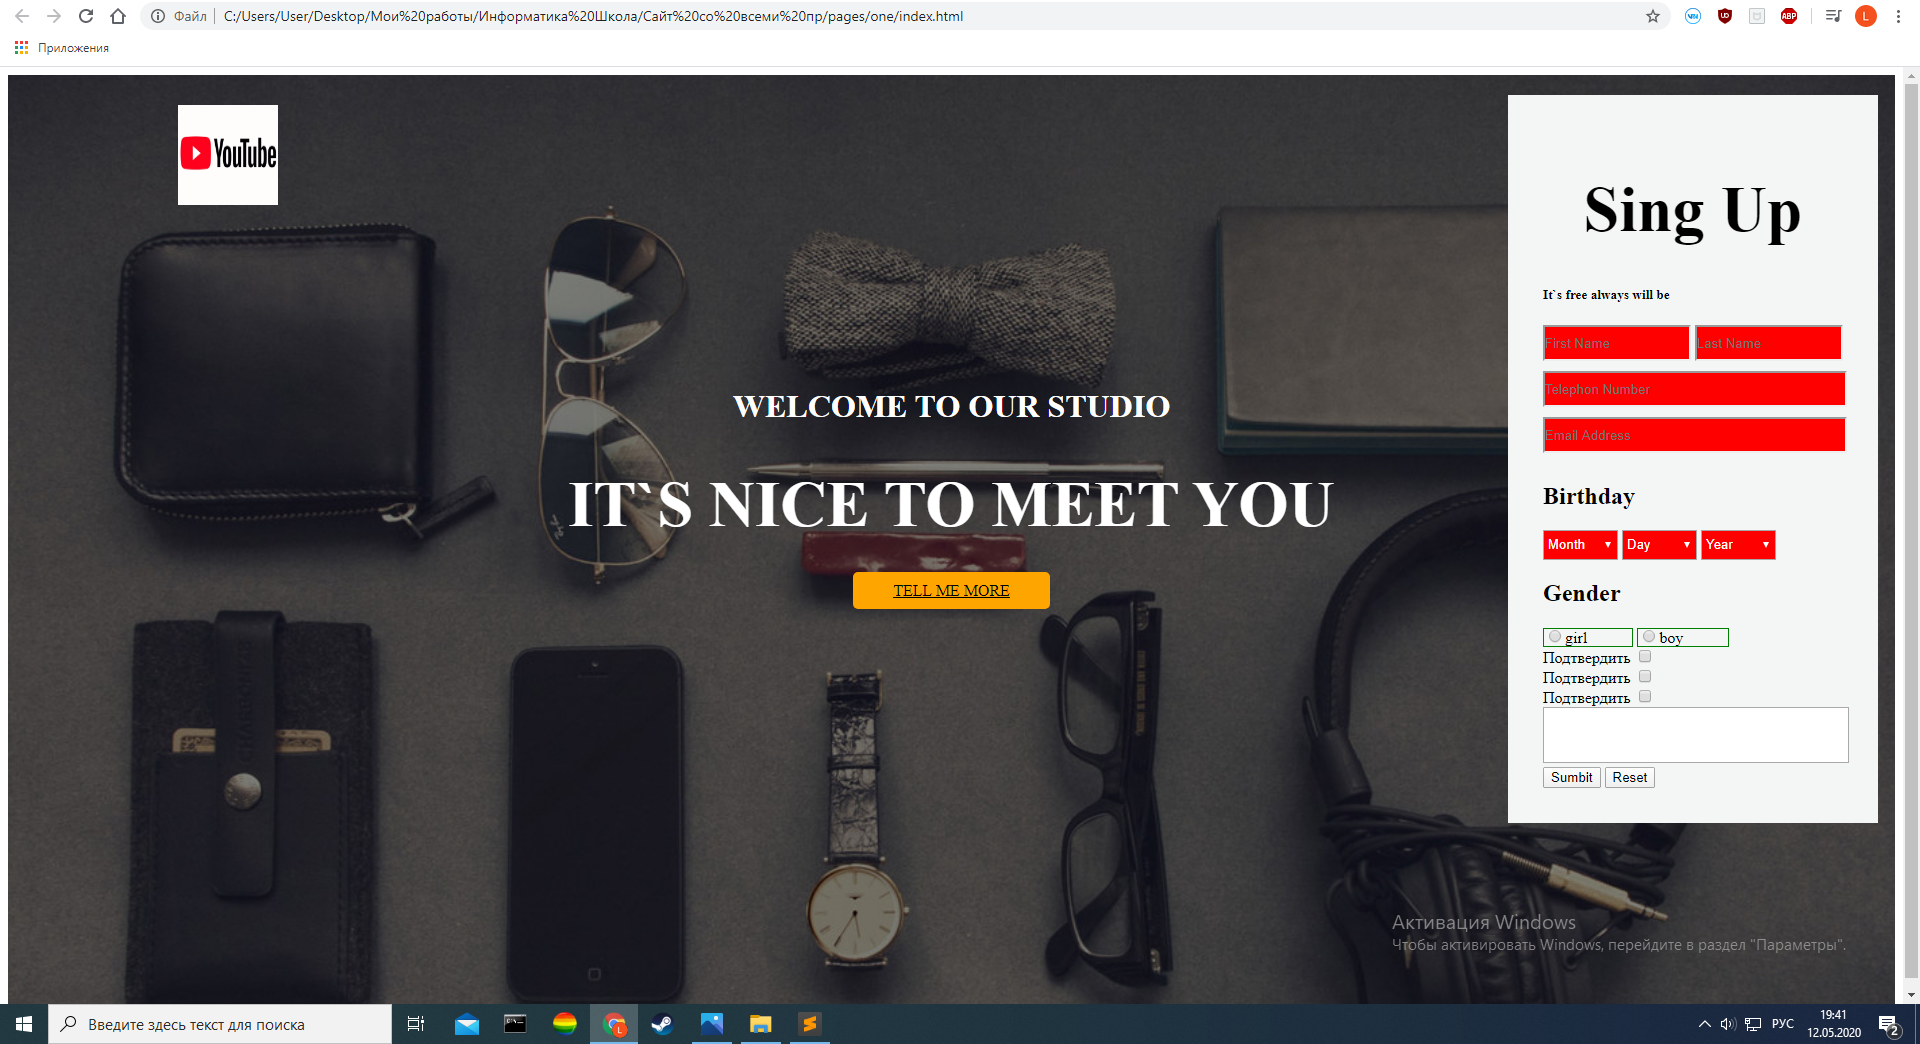 Файл
C:/Users/User/Desktop/Мои%20работы/Информатика%20Школа/Сайт%20со%20всеми%20пр/pages/one/index.html
Приложения
YouTube
WELCOME TO OUR STUDIO
IT`S NICE TO MEET YOU
TELL ME MORE
Sing Up
It`s free always will be
First Name Last Name
Telephon Number
Email Address
Birthday
Month Day Year
Gender
girl boy
Подтвердить
Подтвердить
Подтвердить
Sumbit Reset
Активация Windows
Чтобы активировать Windows, перейдите в раздел "Параметры".
Введите здесь текст для поиска
РУС
19:41
12.05.2020
2